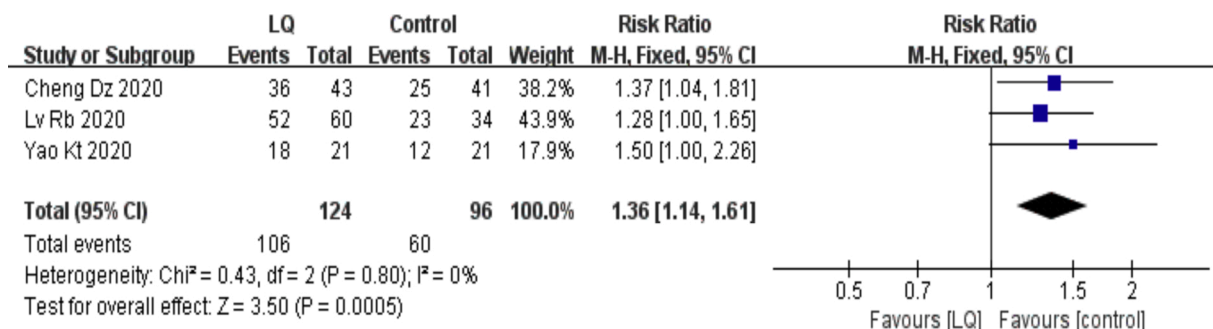 LQ Control Risk Ratio Risk Ratio
Study or Subgroup Events Total Events Total Weight M-H, Fixed, 95% CI M-H, Fixed, 95% CI
Cheng Dz 2020 36 43 25 41 38.2% 1.37 [1.04, 1.81]
Lv Rb 2020 52 60 23 34 43.9% 1.28 [1.00, 1.65]
Yao Kt 2020 18 21 12 21 17.9% 1.50 [1.00, 2.26]
Total (95% CI) 124 96 100.0% 1.36 [1.14, 1.61]
Total events 106 60
Heterogeneity: Chi² = 0.43, df = 2 (P = 0.80); I² = 0%
Test for overall effect: Z = 3.50 (P = 0.0005)
0.5 0.7 1 1.5 2
Favours [LQ] Favours [control]